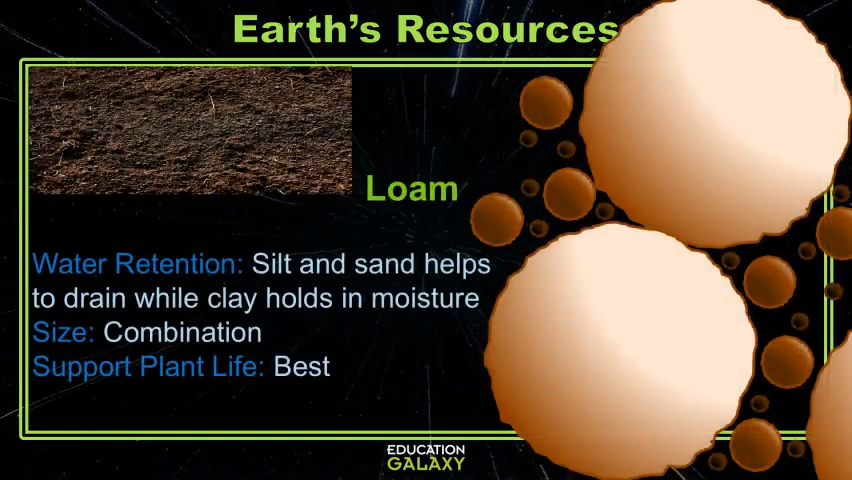 Earth's Resources
Loam
Water Retention: Silt and sand helps
to drain while clay holds in moisture
Size: Combination
Support Plant Life: Best
EDUCATION
GALAXY